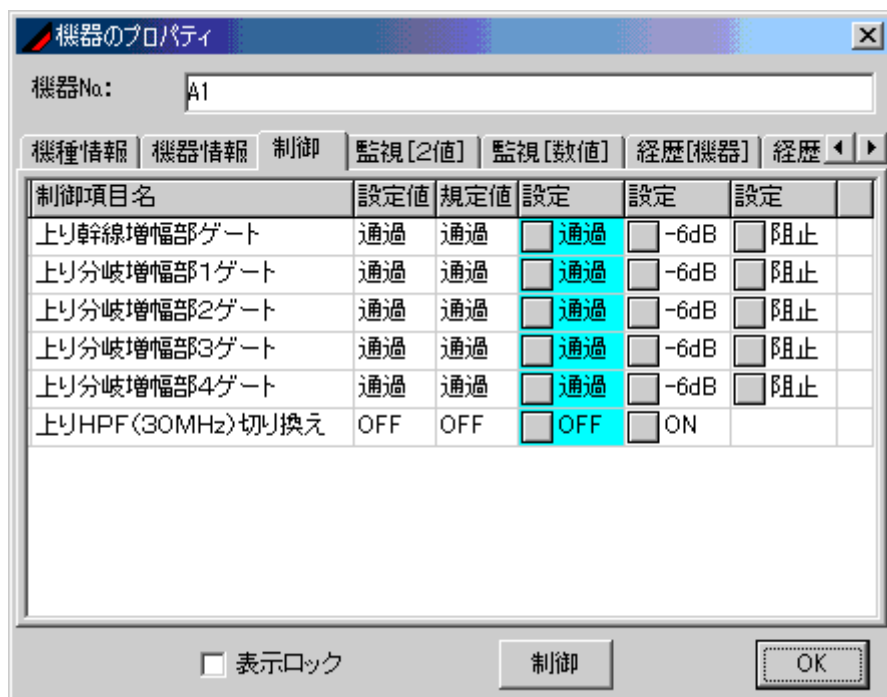 機器のプロパティ
機器No: A1
機種情報 機器情報 制御 監視[2値] 監視[数値] 経歴[機器] 経歴
制御項目名 設定値 規定値 設定 設定 設定
上り幹線増幅部ゲート 通過 通過 通過 -6dB 阻止
上り分岐増幅部1ゲート 通過 通過 通過 -6dB 阻止
上り分岐増幅部2ゲート 通過 通過 通過 -6dB 阻止
上り分岐増幅部3ゲート 通過 通過 通過 -6dB 阻止
上り分岐増幅部4ゲート 通過 通過 通過 -6dB 阻止
上りHPF(30MHz)切り換え OFF OFF OFF ON
表示ロック 制御 OK